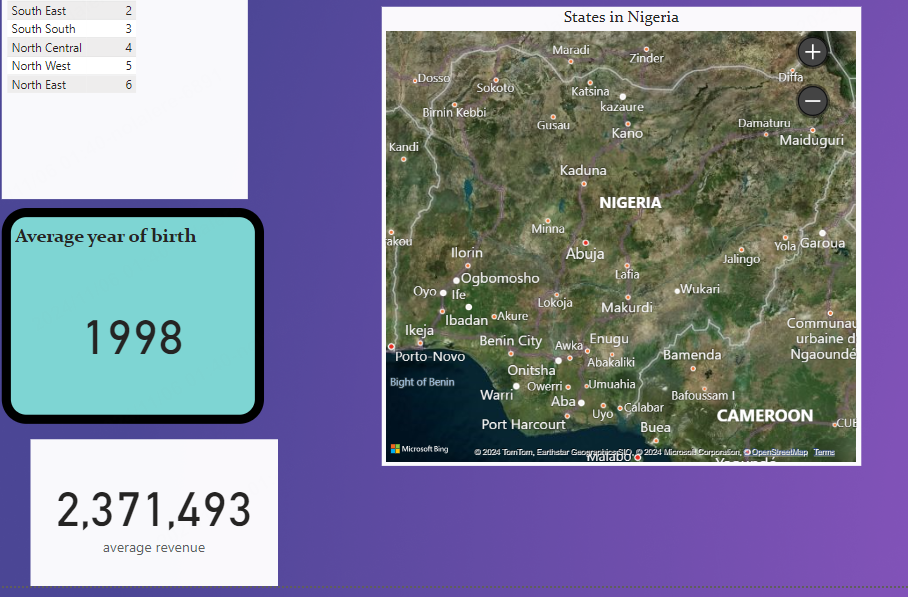 South East 2
South South 3
North Central 4
North West 5
North East 6
Average year of birth
1998
2,371,493
average revenue
States in Nigeria
Maradi
Zinder
Diffa
Dosso
Sokoto
Katsina
kazaure
Birnin Kebbi
Gusau
Kano
Damaturu
Maiduguri
Kandi
Kaduna
NIGERIA
Minna
akou
Ilorin
Abuja
Yola
Garoua
Jalingo
Lafia
Ogbomosho
Oyo
Ife
Lokoja
Wukari
Makurdi
Ibadan
Akure
Ikeja
Communau
urbaine d
Ngaoundé
Benin City
Awka
Enugu
Porto-Novo
Abakaliki
Bamenda
Onitsha
Bight of Benin
Warri
Owerri
Umuahia
Bafoussam I
Aba
Uyo
Calabar
CAMEROON
Port Harcourt
Buea
CUE
Microsoft Bing
© 2024 TomTom, Earthstar Geographics SIO, © 2024 Microsoft Corporation, © OpenStreetMap Terms
Malabo
Yaoundé